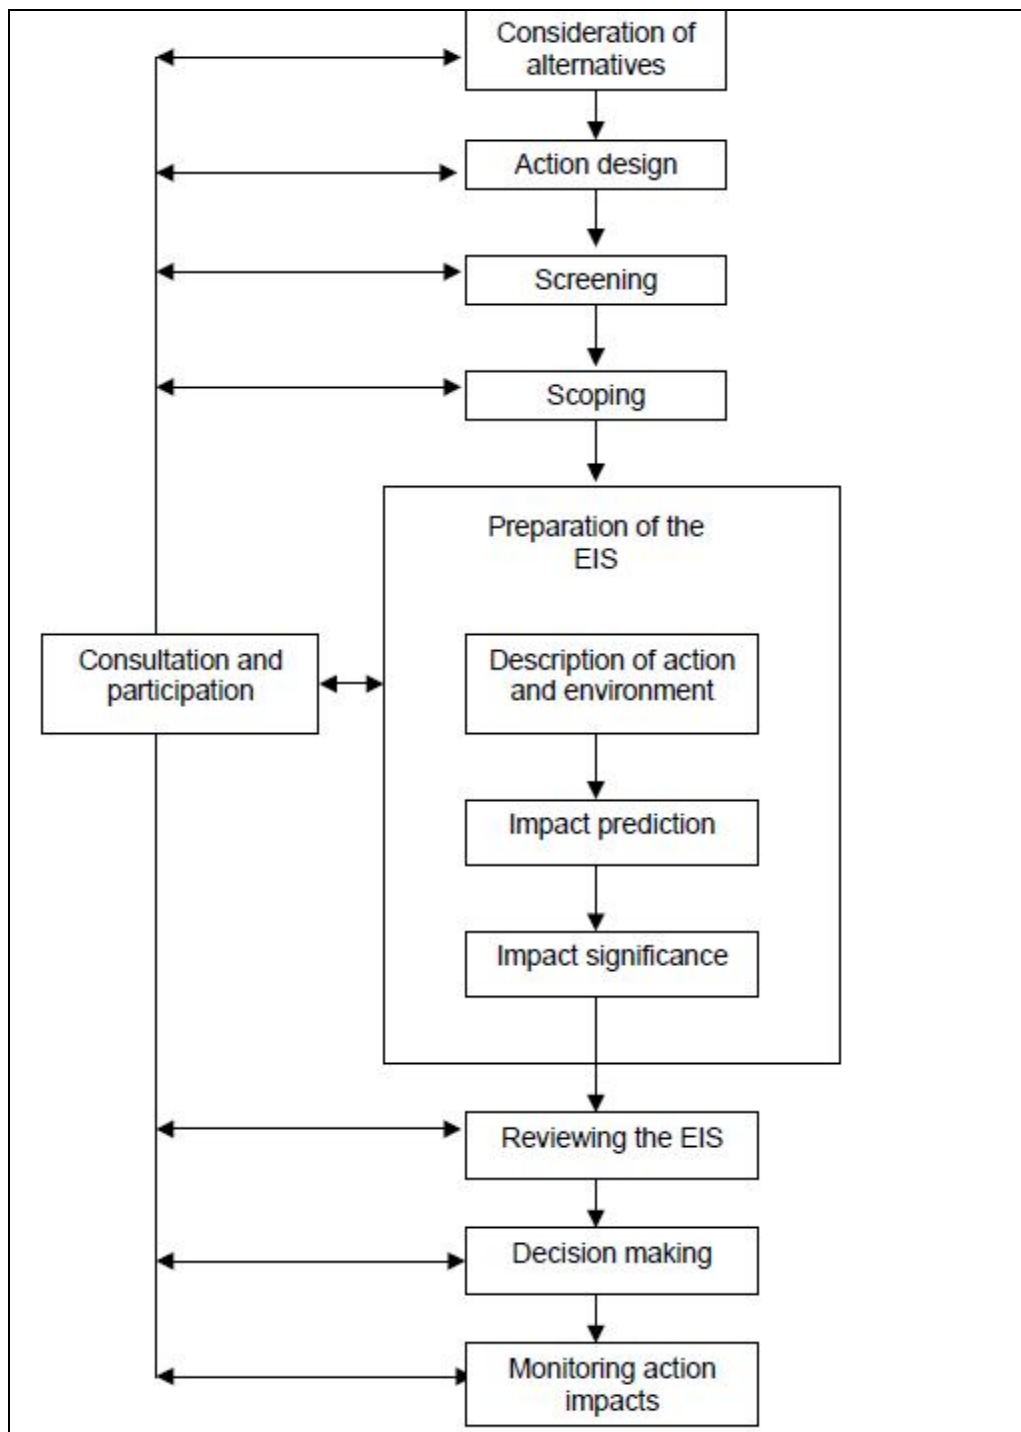 Consideration of
alternatives
Action design
Screening
Scoping
Preparation of the
EIS
Consultation and
participation
Description of action
and environment
Impact prediction
Impact significance
Reviewing the EIS
Decision making
Monitoring action
impacts